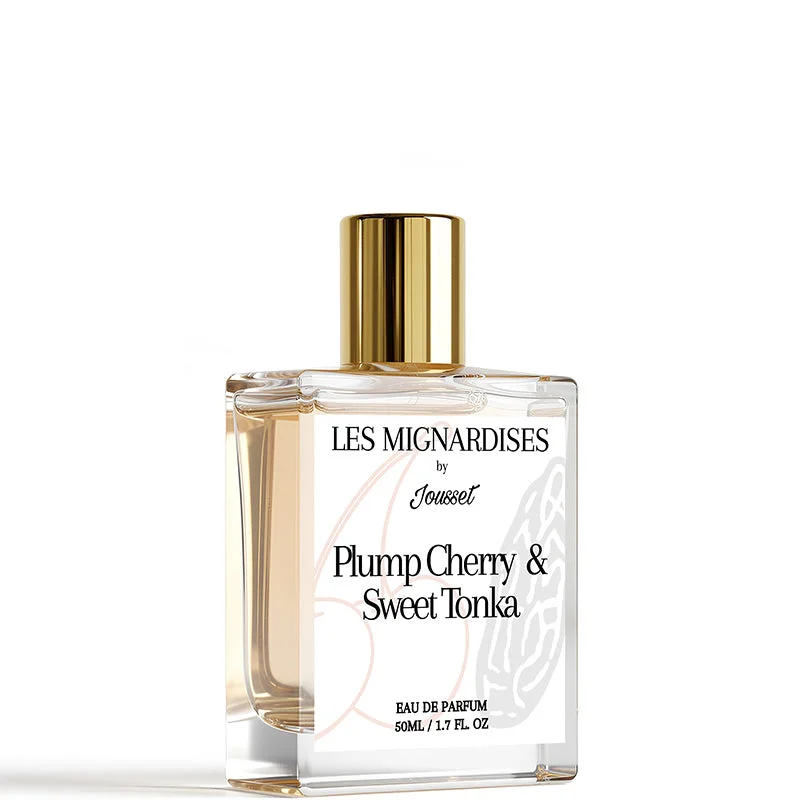 LES MIGNARDISES
by
Jousset
Plump Cherry &
Sweet Tonka
EAU DE PARFUM
50ML / 1.7 FL. OZ